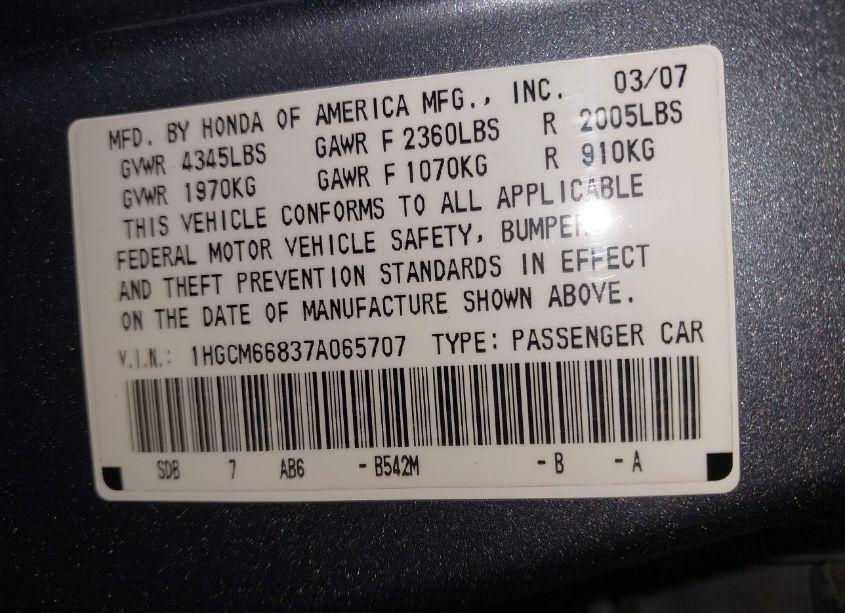 MFD. BY HONDA OF AMERICA MFG., INC. 03/07
GVWR 4345LBS GAWR F 2360LBS R 2005LBS
GVWR 1970KG GAWR F 1070KG R 910KG
THIS VEHICLE CONFORMS TO ALL APPLICABLE
FEDERAL MOTOR VEHICLE SAFETY, BUMPER,
AND THEFT PREVENTION STANDARDS IN EFFECT
ON THE DATE OF MANUFACTURE SHOWN ABOVE.
V.I.N.: 1HGCM66837A065707 TYPE: PASSENGER CAR
SDB 7 AB6 - B542M - B - A